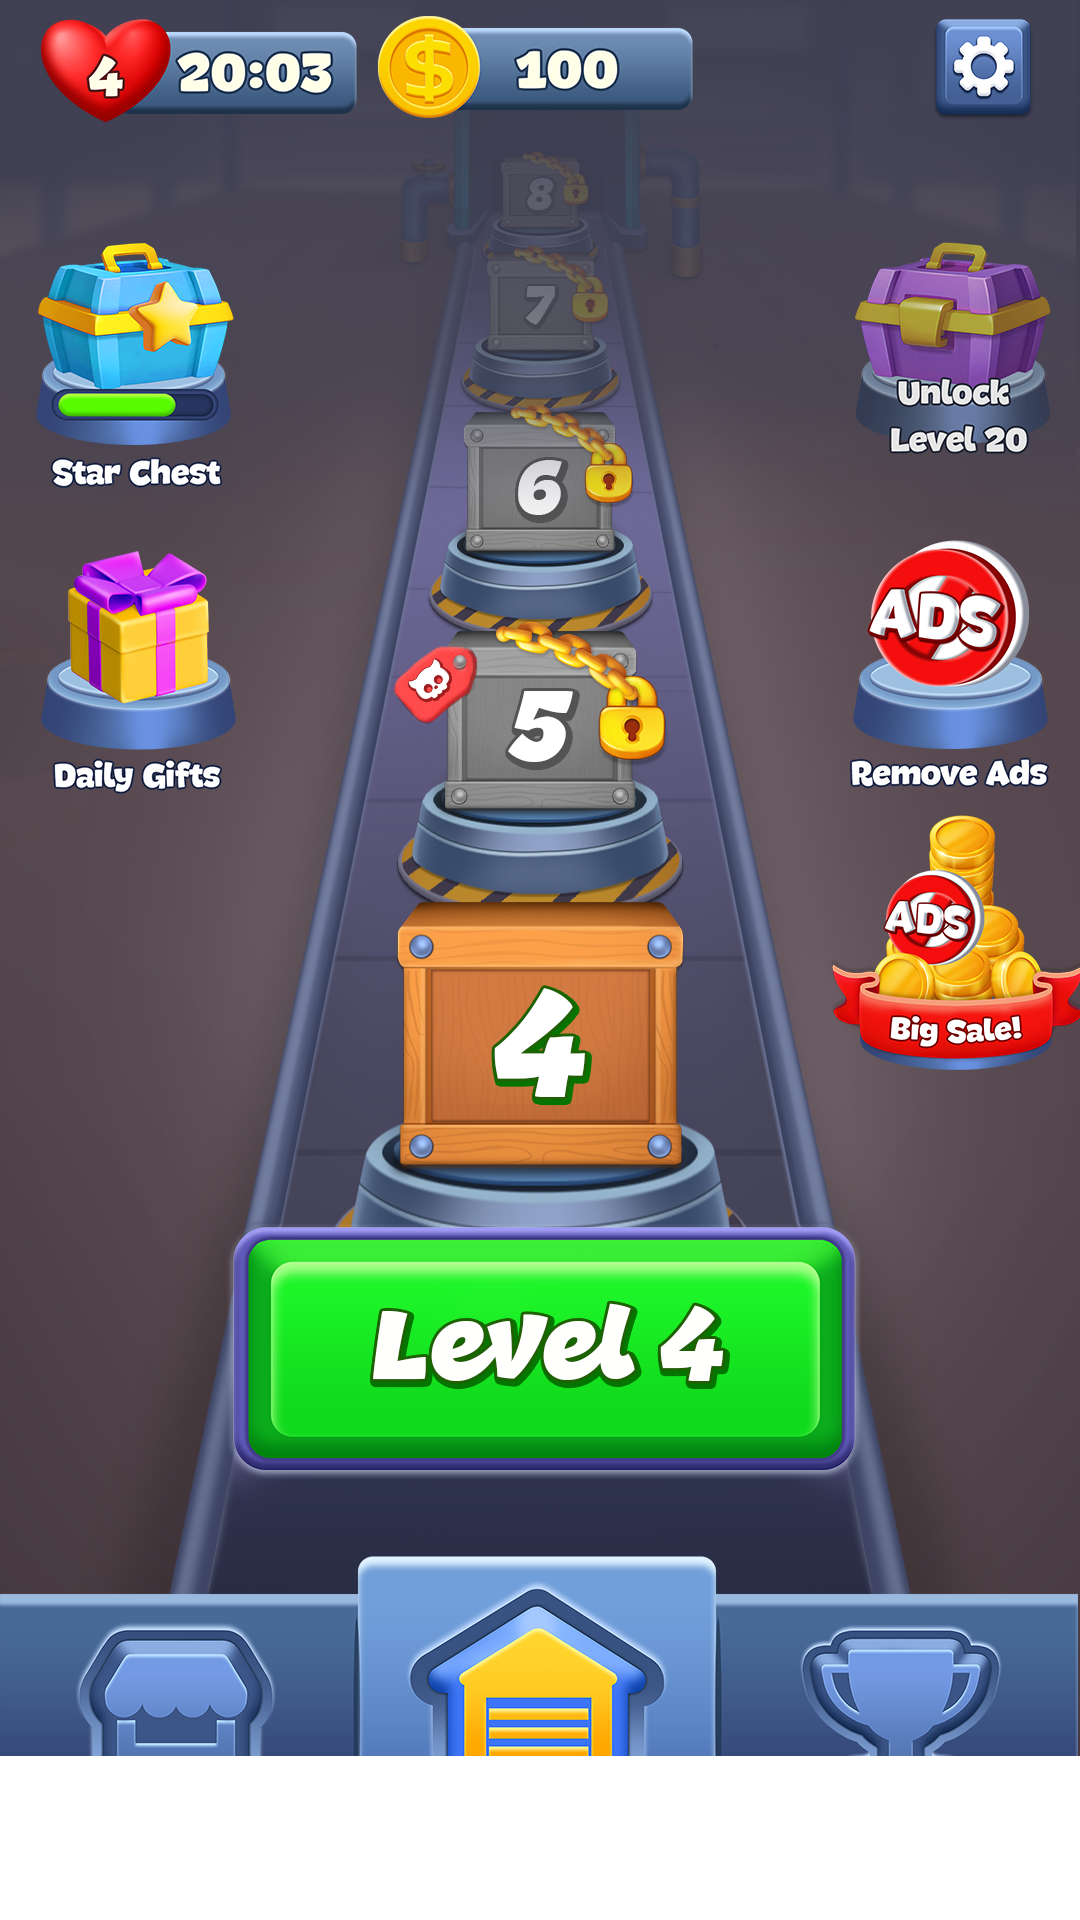 4 20:03 100
8
7
6
5
4
Star Chest
Unlock
Level 20
Daily Gifts
ADS
Remove Ads
ADS
Big Sale!
Level 4